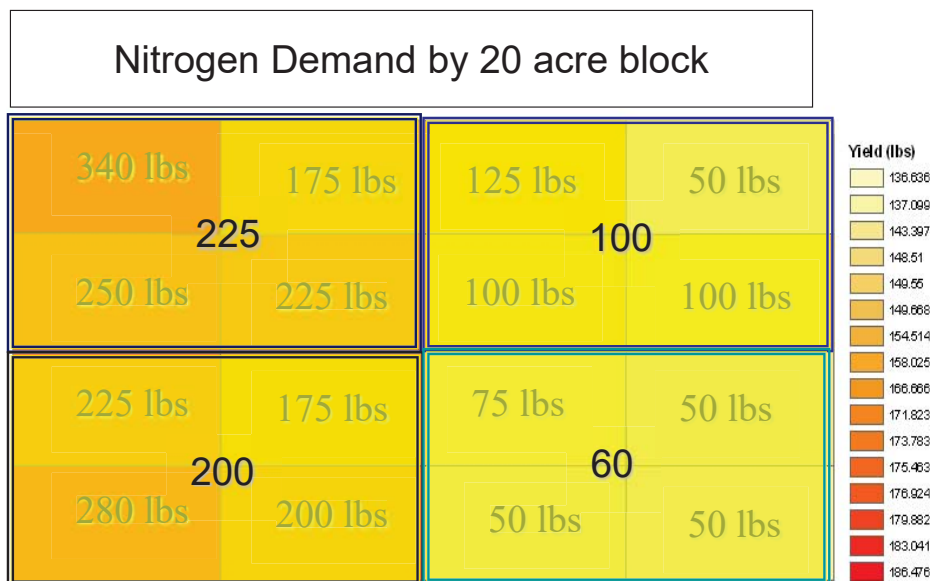 Nitrogen Demand by 20 acre block
340 lbs
175 lbs
225
250 lbs
225 lbs
125 lbs
50 lbs
100
100 lbs
100 lbs
225 lbs
175 lbs
200
280 lbs
200 lbs
75 lbs
50 lbs
60
50 lbs
50 lbs
Yield (lbs)
136.636
137.099
143.397
148.51
149.55
149.668
154.514
158.025
166.666
171.823
173.783
175.463
176.924
179.882
183.041
186.476